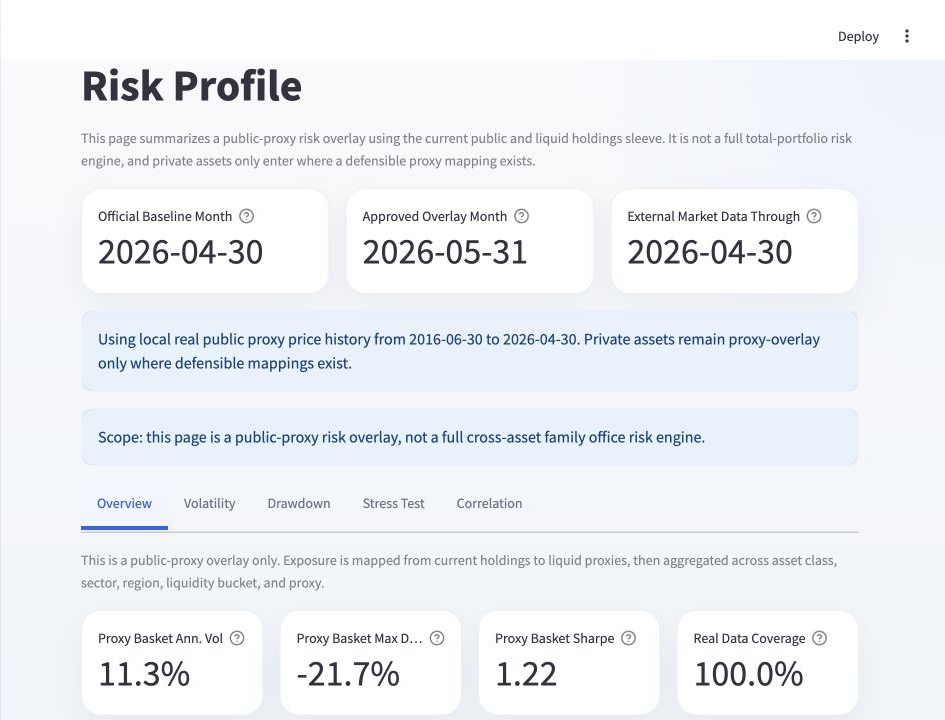 Deploy
Risk Profile
This page summarizes a public-proxy risk overlay using the current public and liquid holdings sleeve. It is not a full total-portfolio risk
engine, and private assets only enter where a defensible proxy mapping exists.
Official Baseline Month
Approved Overlay Month
External Market Data Through
2026-04-30
2026-05-31
2026-04-30
Using local real public proxy price history from 2016-06-30 to 2026-04-30. Private assets remain proxy-overlay
only where defensible mappings exist.
Scope: this page is a public-proxy risk overlay, not a full cross-asset family office risk engine.
Overview Volatility Drawdown Stress Test Correlation
This is a public-proxy overlay only. Exposure is mapped from current holdings to liquid proxies, then aggregated across asset class,
sector, region, liquidity bucket, and proxy.
Proxy Basket Ann. Vol
Proxy Basket Max D...
Proxy Basket Sharpe
Real Data Coverage
11.3%
-21.7%
1.22
100.0%